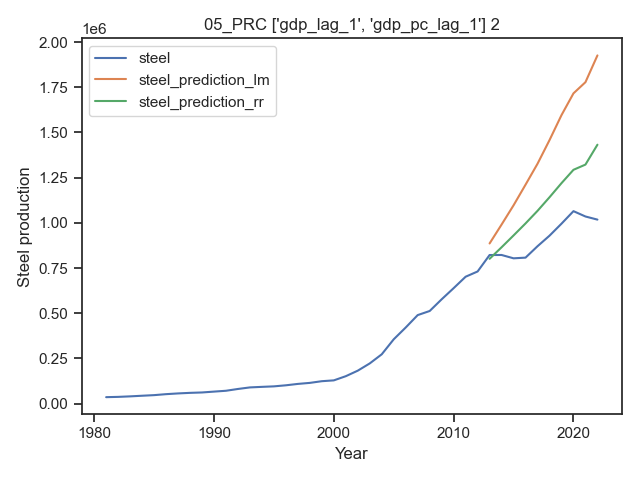 05_PRC ['gdp_lag_1', 'gdp_pc_lag_1'] 2
1e6
2.00
1.75
1.50
1.25
1.00
0.75
0.50
0.25
0.00
Steel production
steel
steel_prediction_lm
steel_prediction_rr
1980
1990
2000
2010
2020
Year